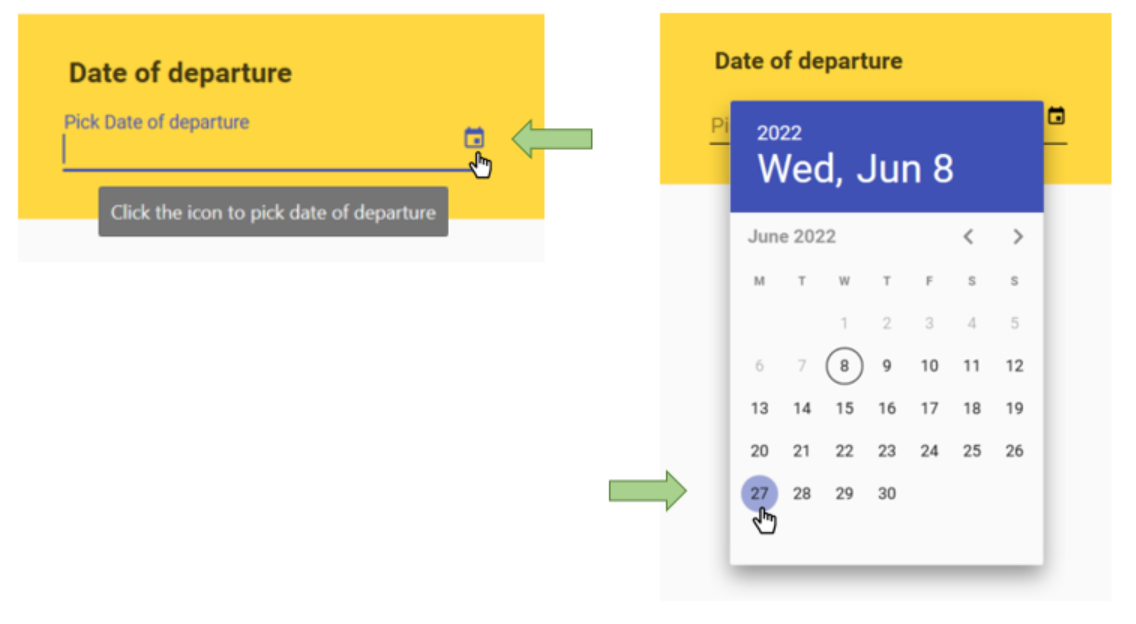 Date of departure
Pick Date of departure
Click the icon to pick date of departure
Date of departure
Pi
2022
Wed, Jun 8
June 2022
M T W T F S S
1 2 3 4 5
6 7 8 9 10 11 12
13 14 15 16 17 18 19
20 21 22 23 24 25 26
27 28 29 30